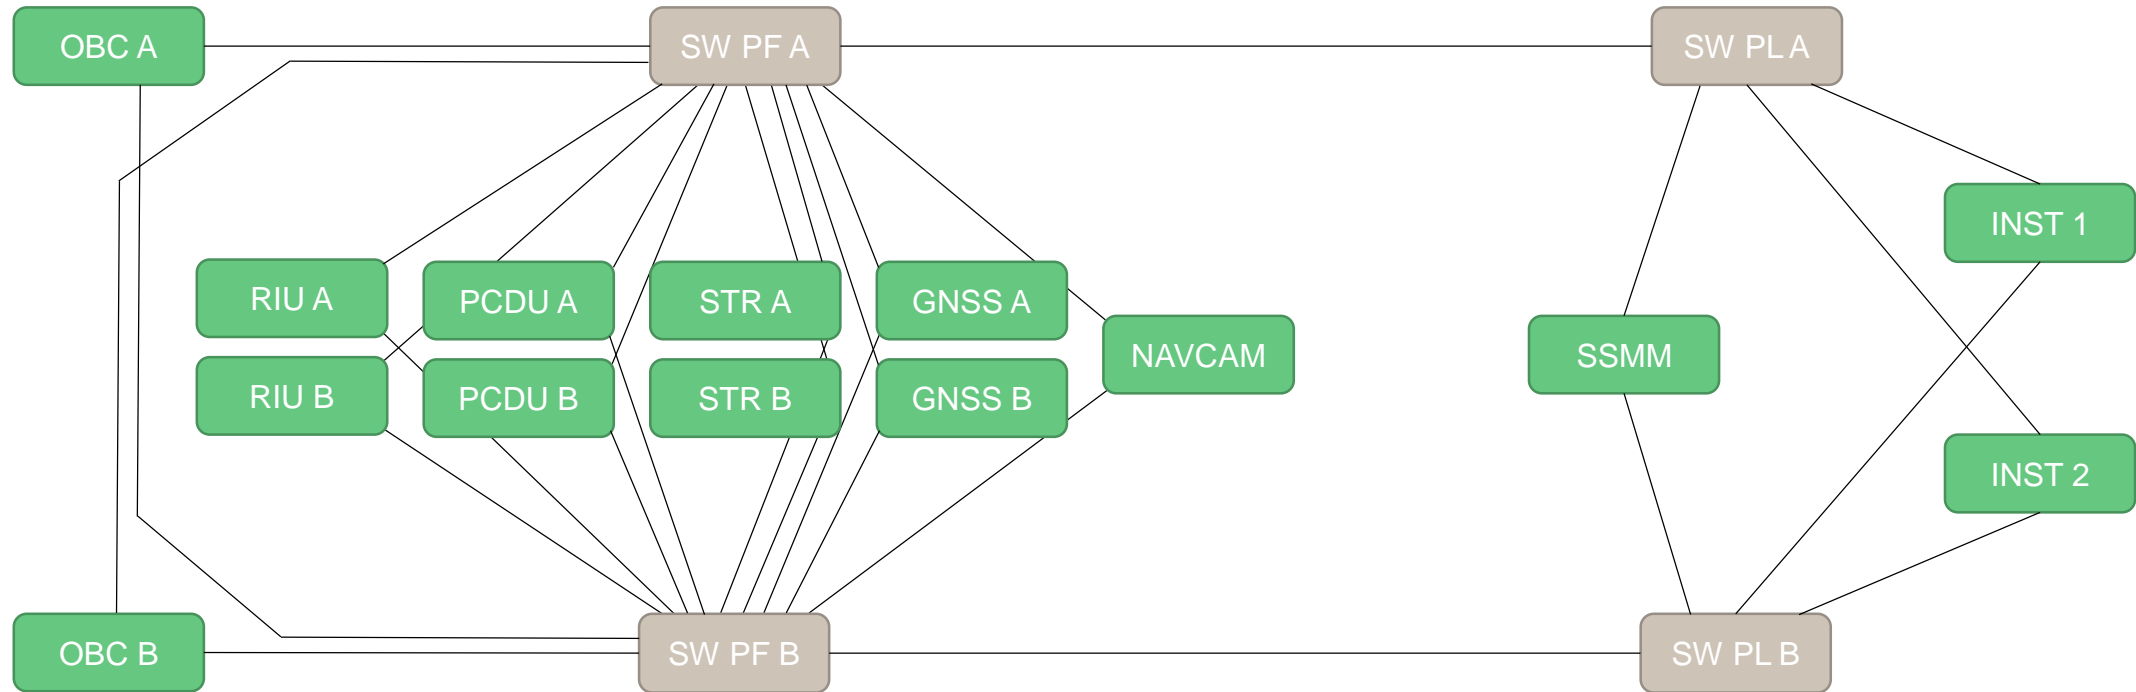 OBC A
SW PF A
SW PL A
INST 1
RIU A
PCDU A
STR A
GNSS A
NAVCAM
SSMM
RIU B
PCDU B
STR B
GNSS B
INST 2
OBC B
SW PF B
SW PL B